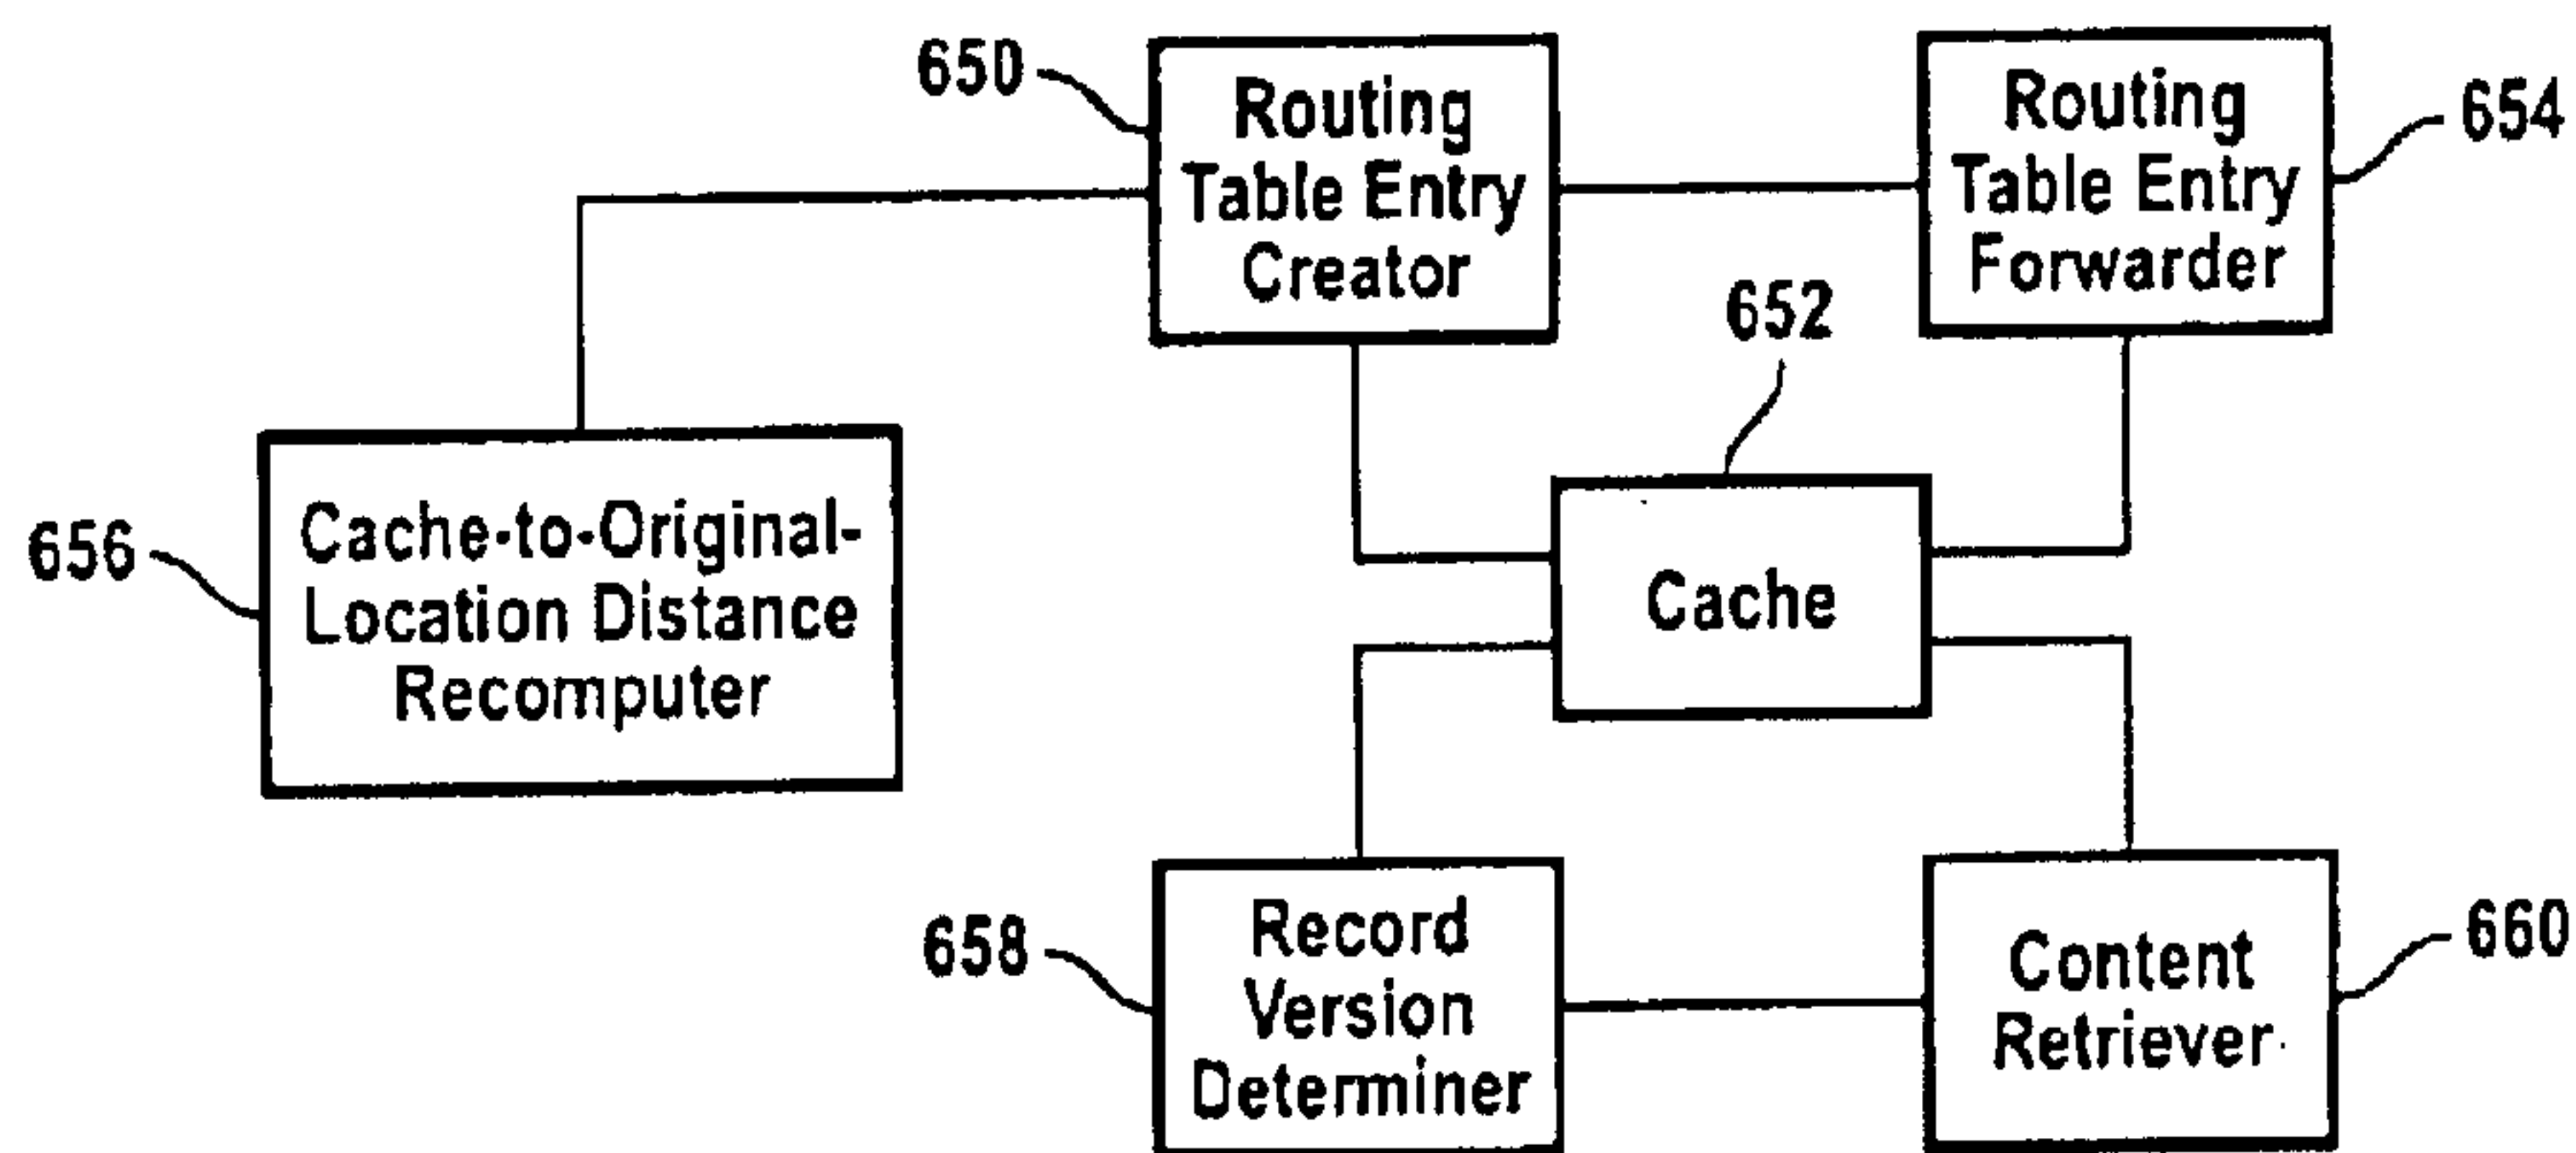 650
Routing
Table Entry
Creator
Routing
Table Entry
Forwarder
654
652
656
Cache-to-Original-
Location Distance
Recomputer
Cache
658
Record
Version
Determiner
Content
Retriever
660